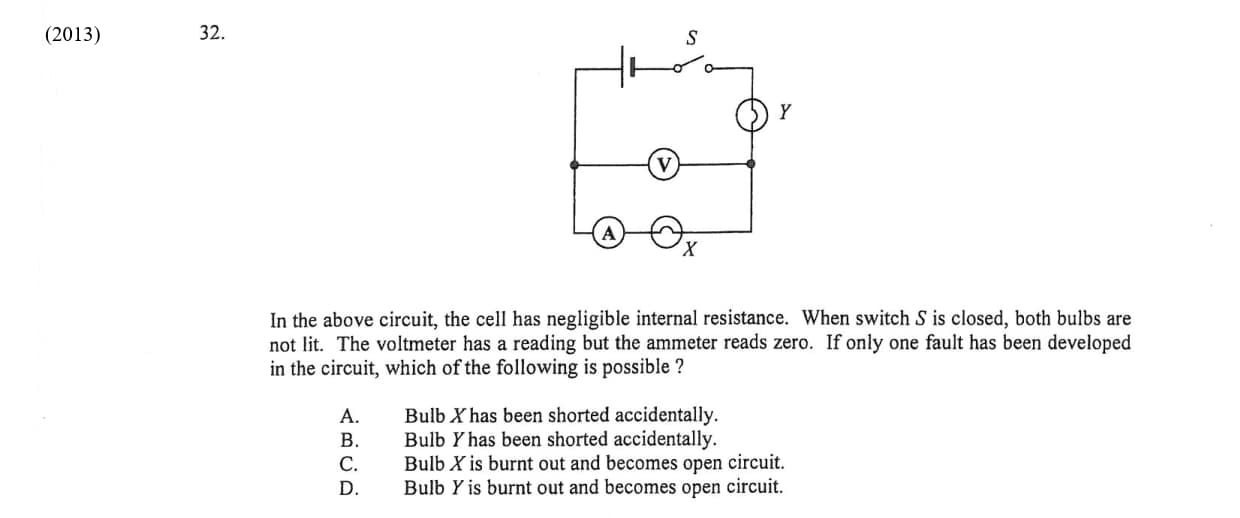 (2013) 32.
S
Y
V
A
X
In the above circuit, the cell has negligible internal resistance. When switch S is closed, both bulbs are
not lit. The voltmeter has a reading but the ammeter reads zero. If only one fault has been developed
in the circuit, which of the following is possible ?
A. Bulb X has been shorted accidentally.
B. Bulb Y has been shorted accidentally.
C. Bulb X is burnt out and becomes open circuit.
D. Bulb Y is burnt out and becomes open circuit.